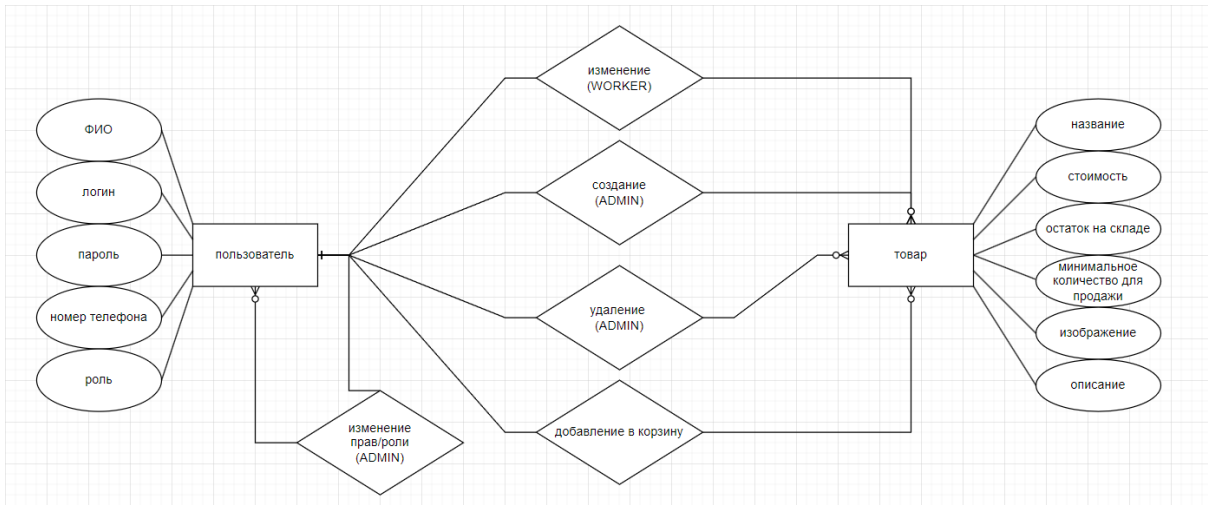 изменение
(WORKER)
ФИО
название
стоимость
создание
(ADMIN)
логин
остаток на складе
пароль
пользователь
товар
минимальное
количество для
продажи
номер телефона
удаление
(ADMIN)
изображение
роль
описание
изменение
прав/роли
(ADMIN)
добавление в корзину